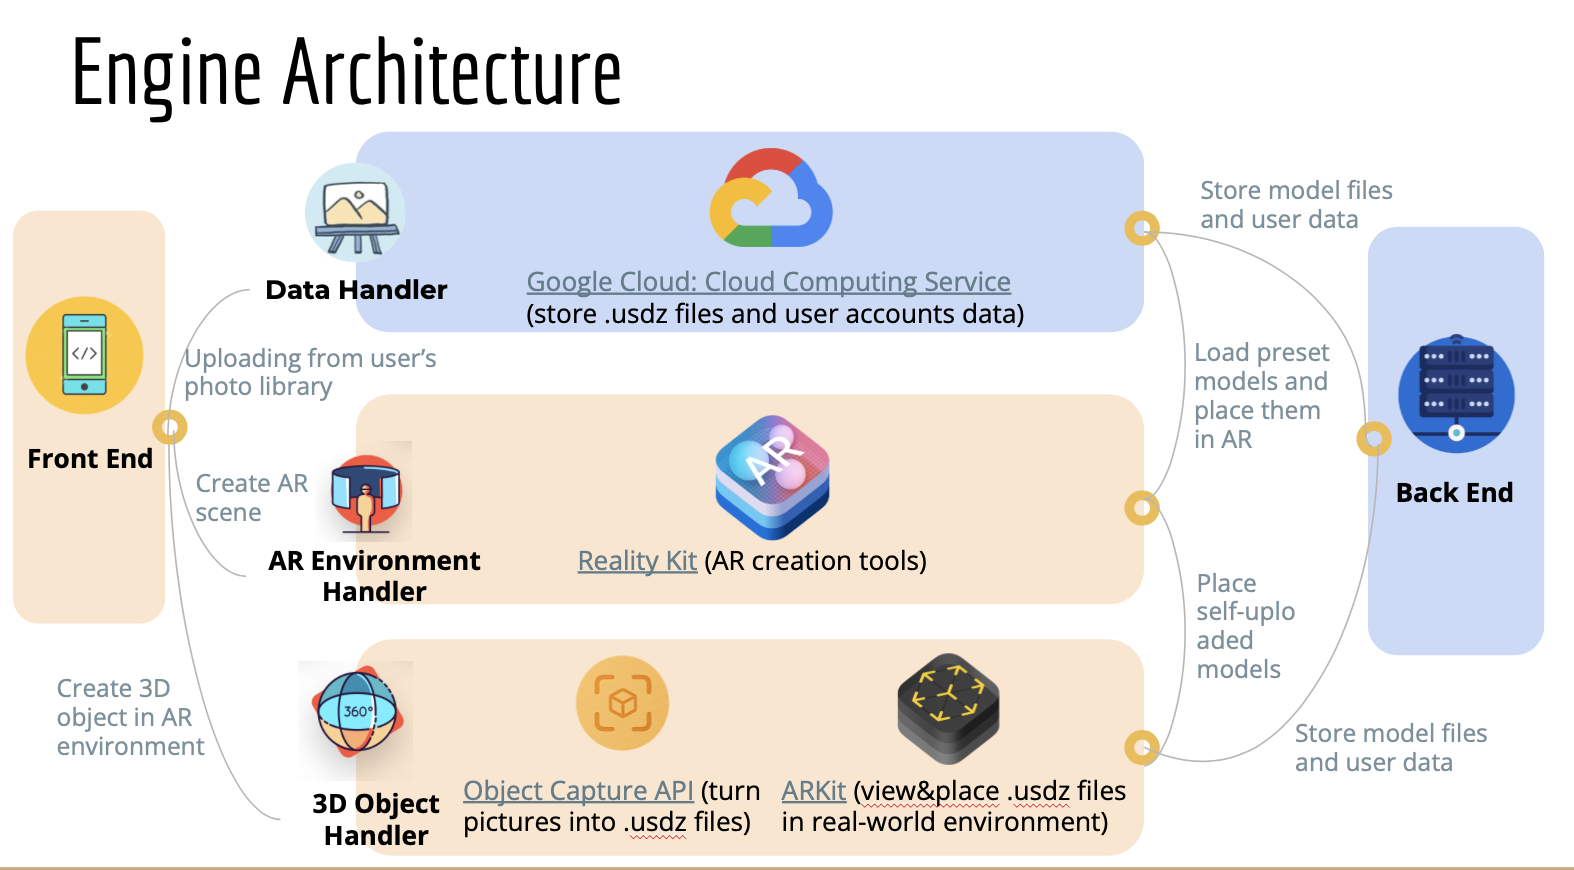 Engine Architecture
Store model files
and user data
Data Handler
Google Cloud: Cloud Computing Service
(store .usdz files and user accounts data)
</>
Uploading from user’s
photo library
Load preset
models and
place them
in AR
Front End
Create AR
scene
AR
Back End
AR Environment
Handler
Reality Kit (AR creation tools)
Place
self-uplo
aded
models
Create 3D
object in AR
environment
360°
Store model files
and user data
3D Object
Handler
Object Capture API (turn
pictures into .usdz files)
ARKit (view&place .usdz files
in real-world environment)